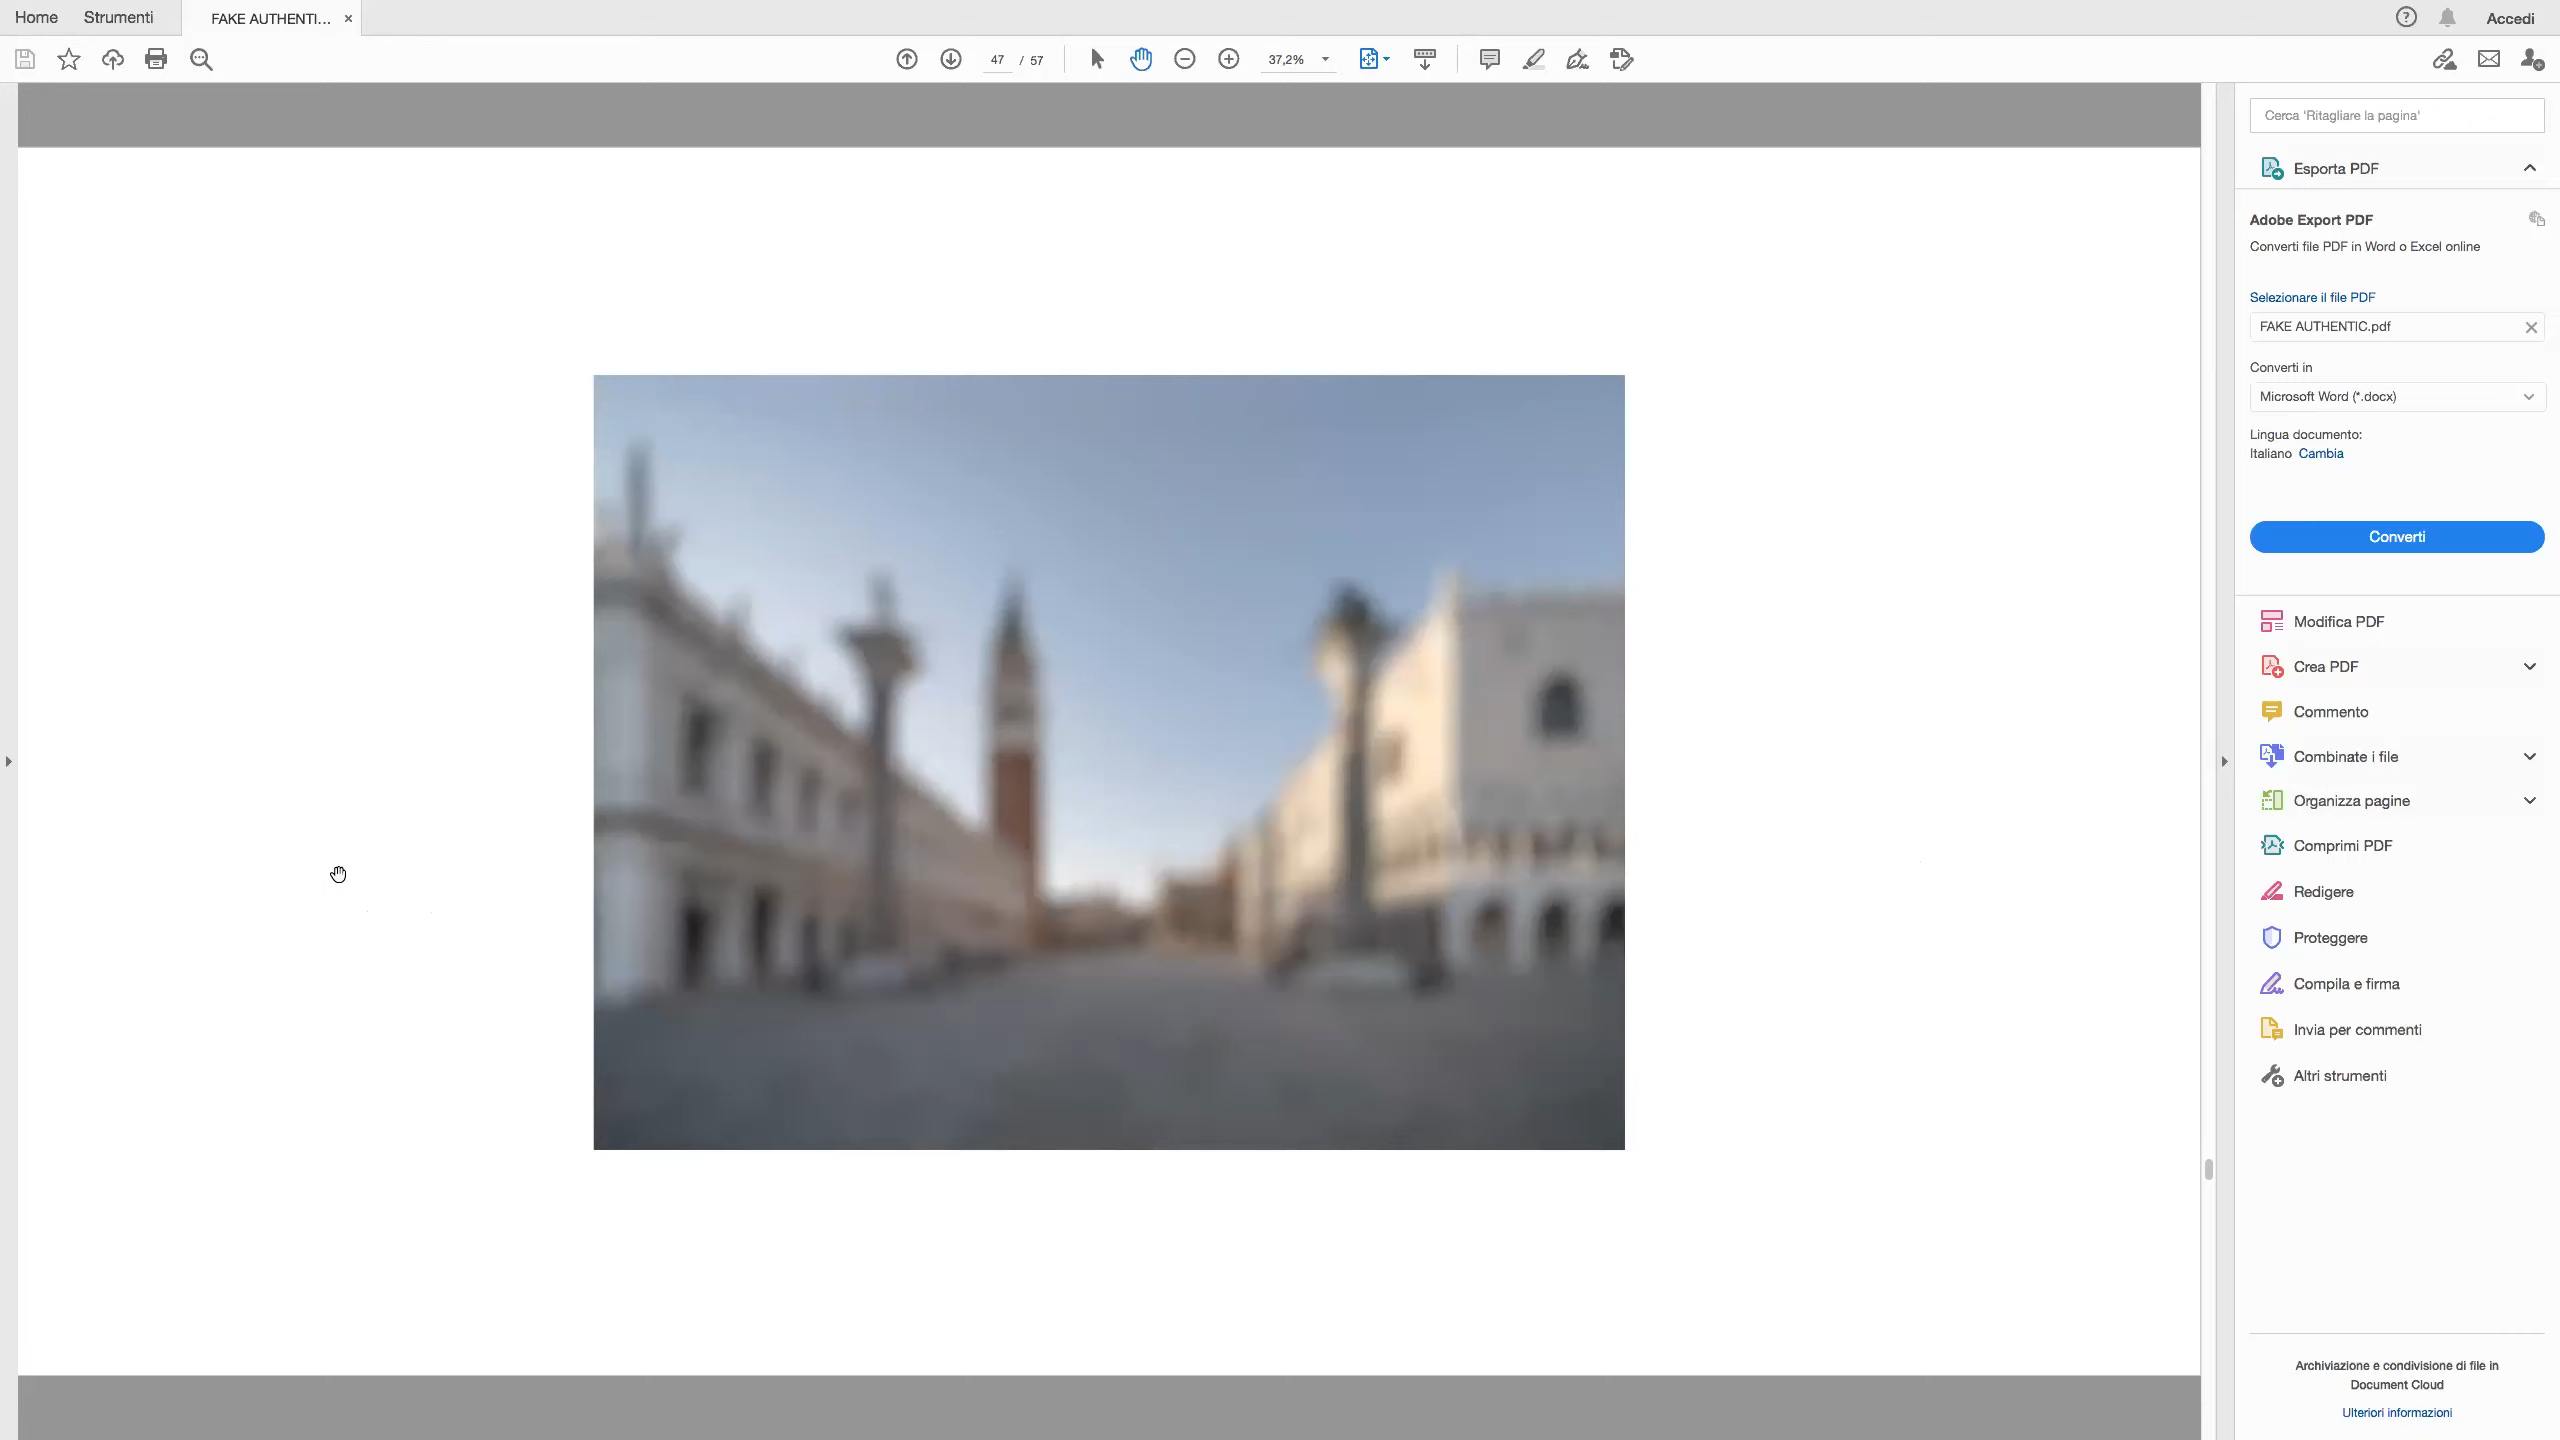 Home Strumenti FAKE AUTHENTI... ×
Accedi
47 / 57 37,2%
Cerca 'Ritagliare la pagina'
Esporta PDF
Adobe Export PDF
Converti file PDF in Word o Excel online
Selezionare il file PDF
FAKE AUTHENTIC.pdf
Converti in
Microsoft Word (*.docx)
Lingua documento:
Italiano Cambia
Converti
Modifica PDF
Crea PDF
Commento
Combinate i file
Organizza pagine
Comprimi PDF
Redigere
Proteggere
Compila e firma
Invia per commenti
Altri strumenti
Archiviazione e condivisione di file in
Document Cloud
Ulteriori informazioni